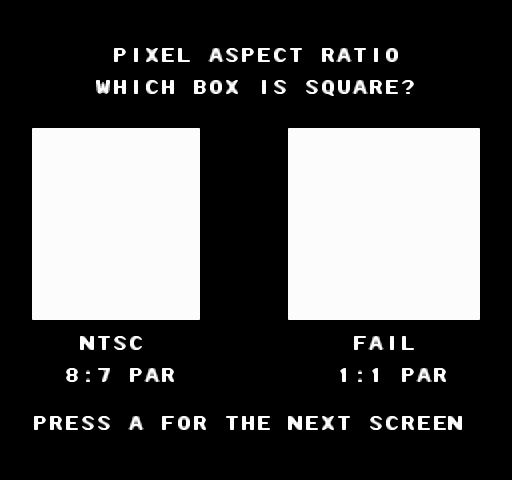 PIXEL ASPECT RATIO
WHICH BOX IS SQUARE?
NTSC
8:7 PAR
FAIL
1:1 PAR
PRESS A FOR THE NEXT SCREEN